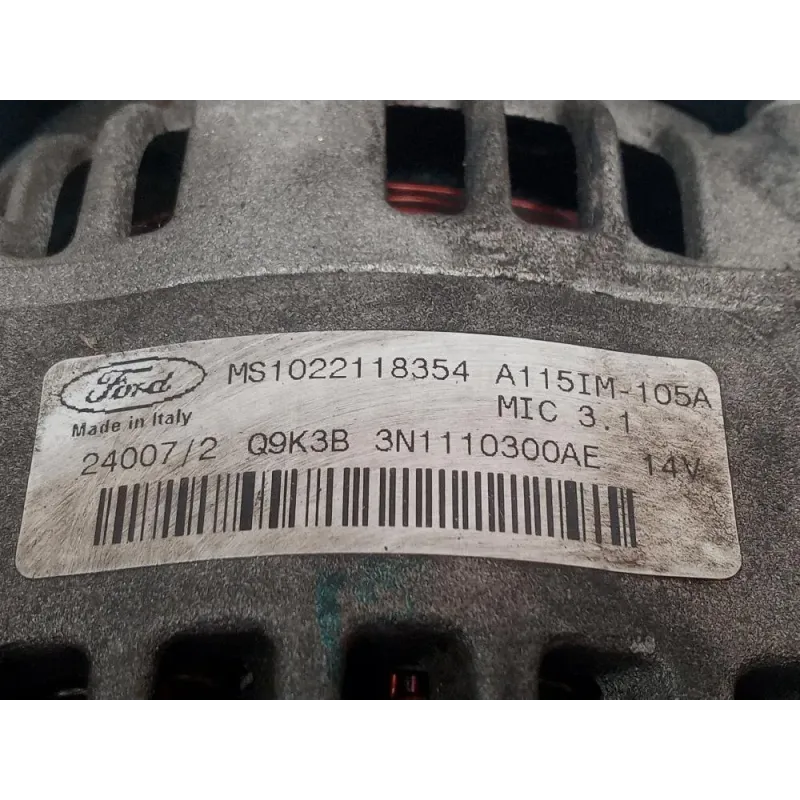 Ford MS1022118354 A115IM-105A
Made in Italy MIC 3.1
24007/2 Q9K3B 3N1110300AE 14V